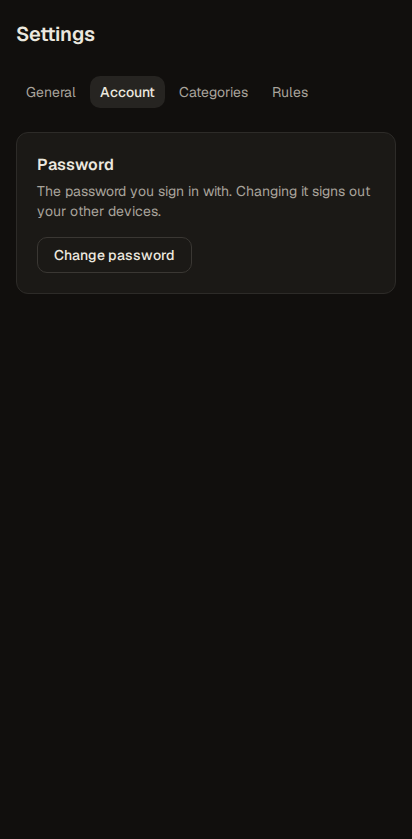 Settings
General
Account
Categories
Rules
Password
The password you sign in with. Changing it signs out
your other devices.
Change password